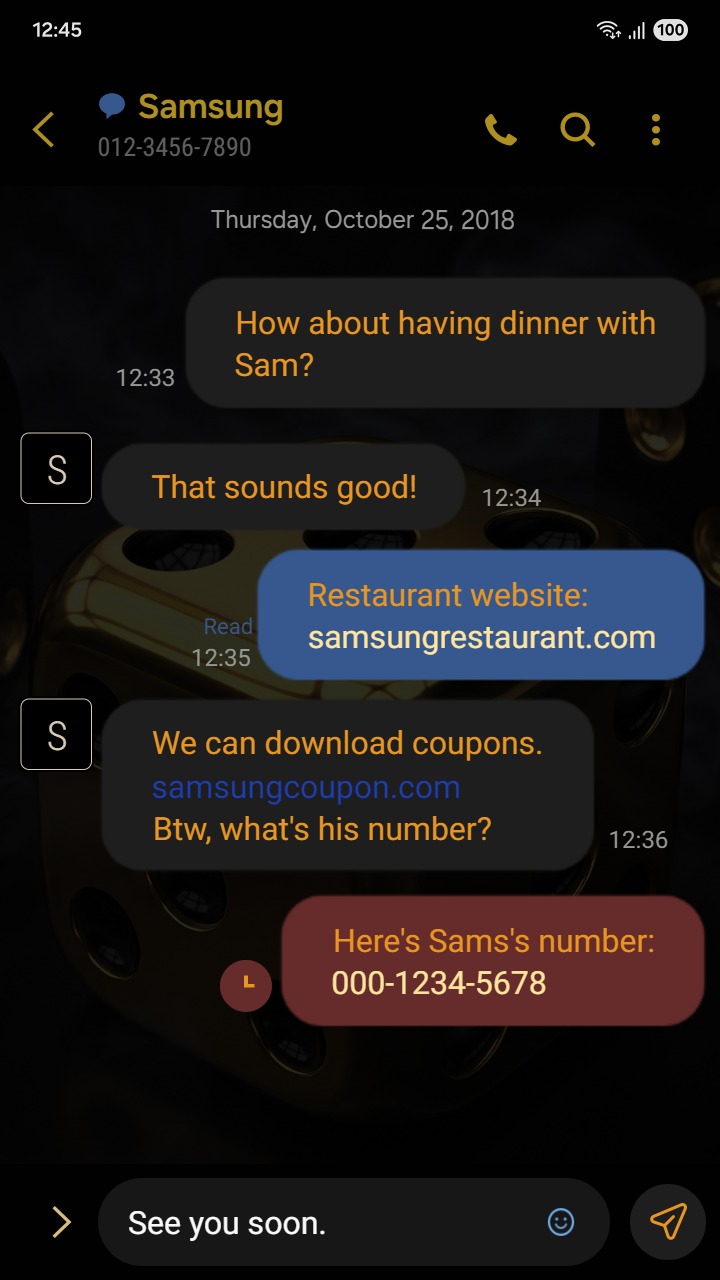 12:45
100
Samsung
012-3456-7890
Thursday, October 25, 2018
How about having dinner with
Sam?
12:33
S
That sounds good!
12:34
Restaurant website:
samsungrestaurant.com
Read
12:35
S
We can download coupons.
samsungcoupon.com
Btw, what's his number?
12:36
Here's Sams's number:
000-1234-5678
See you soon.